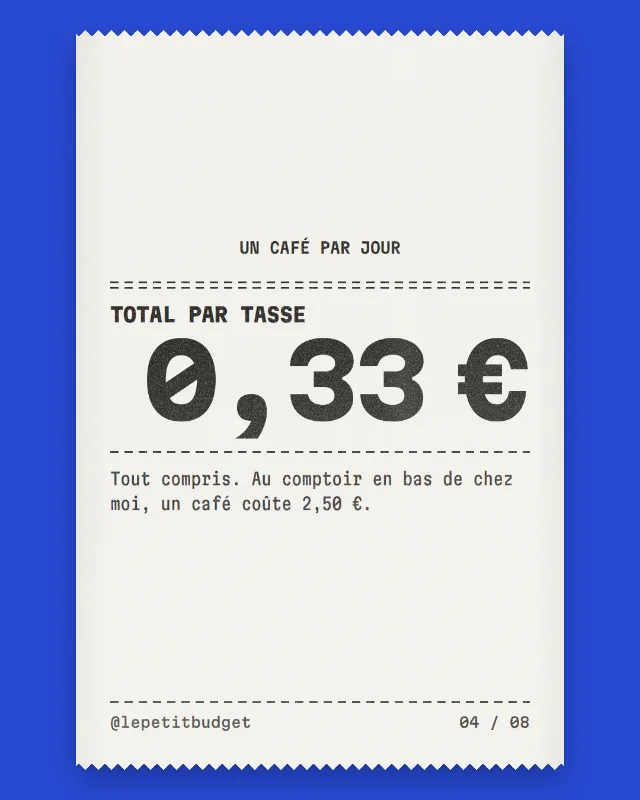 UN CAFÉ PAR JOUR
TOTAL PAR TASSE
0,33 €
Tout compris. Au comptoir en bas de chez
moi, un café coûte 2,50 €.
@lepetitbudget 04 / 08